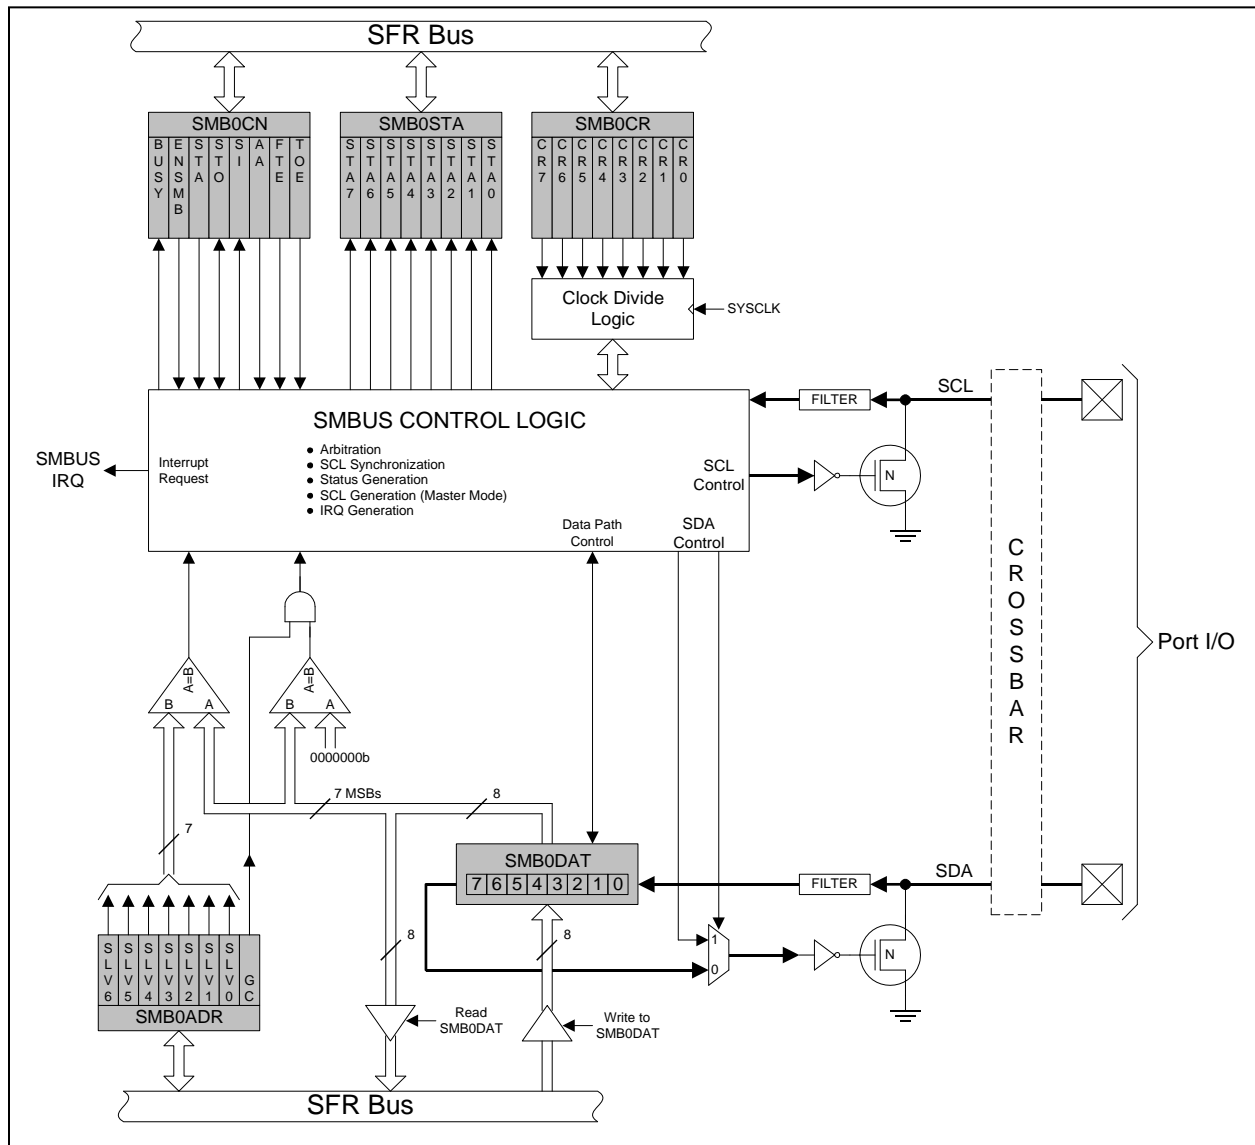 SFR Bus
SMB0CN
BUSY
ENSMB
STA
STO
SI
AA
FTE
TOE
SMB0STA
STA7
STA6
STA5
STA4
STA3
STA2
STA1
STA0
SMB0CR
CR7
CR6
CR5
CR4
CR3
CR2
CR1
CR0
Clock Divide
Logic
SYSCLK
SMBUS CONTROL LOGIC
Arbitration
SCL Synchronization
Status Generation
SCL Generation (Master Mode)
IRQ Generation
SMBUS
IRQ
Interrupt
Request
SCL
Control
Data Path
Control
SDA
Control
FILTER
SCL
N
CROSSBAR
Port I/O
A=B
B A
A=B
B A
0000000b
7 MSBs
8
7
SMB0DAT
7 6 5 4 3 2 1 0
FILTER
SDA
1
0
N
8
8
SLV6
SLV5
SLV4
SLV3
SLV2
SLV1
SLV0
GC
SMB0ADR
Read
SMB0DAT
Write to
SMB0DAT
SFR Bus